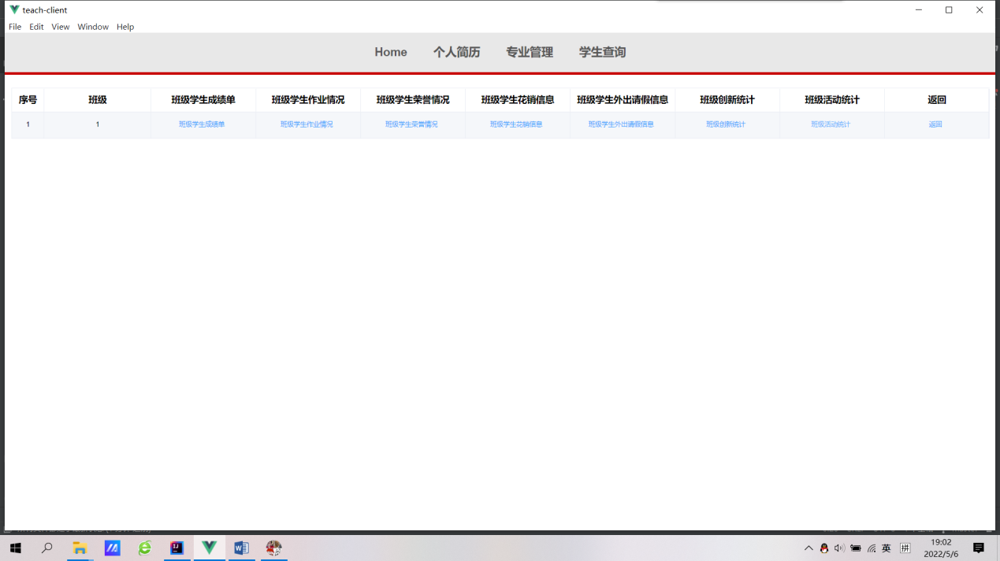 teach-client
File Edit View Window Help
Home 个人简历 专业管理 学生查询
序号 班级 班级学生成绩单 班级学生作业情况 班级学生荣誉情况 班级学生花销信息 班级学生外出请假信息 班级创新统计 班级活动统计 返回
1 1 班级学生成绩单 班级学生作业情况 班级学生荣誉情况 班级学生花销信息 班级学生外出请假信息 班级创新统计 班级活动统计 返回
英 拼 19:02
2022/5/6